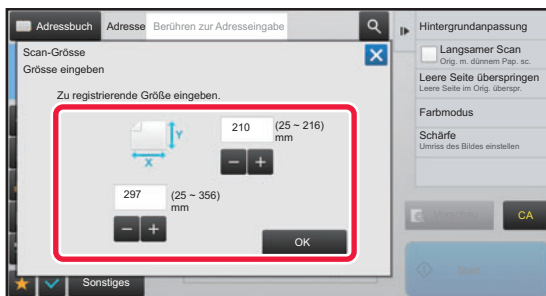 Adressbuch
Adresse
Berühren zur Adresseingabe
Scan-Grösse
Grösse eingeben
Zu registrierende Größe eingeben.
Y
X
210
(25 ~ 216)
mm
297
(25 ~ 356)
mm
OK
Sonstiges
Hintergrundanpassung
Langsamer Scan
Orig. m. dünnem Pap. sc.
Leere Seite überspringen
Leere Seite im Orig. überspr.
Farbmodus
Schärfe
Umriss des Bildes einstellen
Vorschau
CA
Start